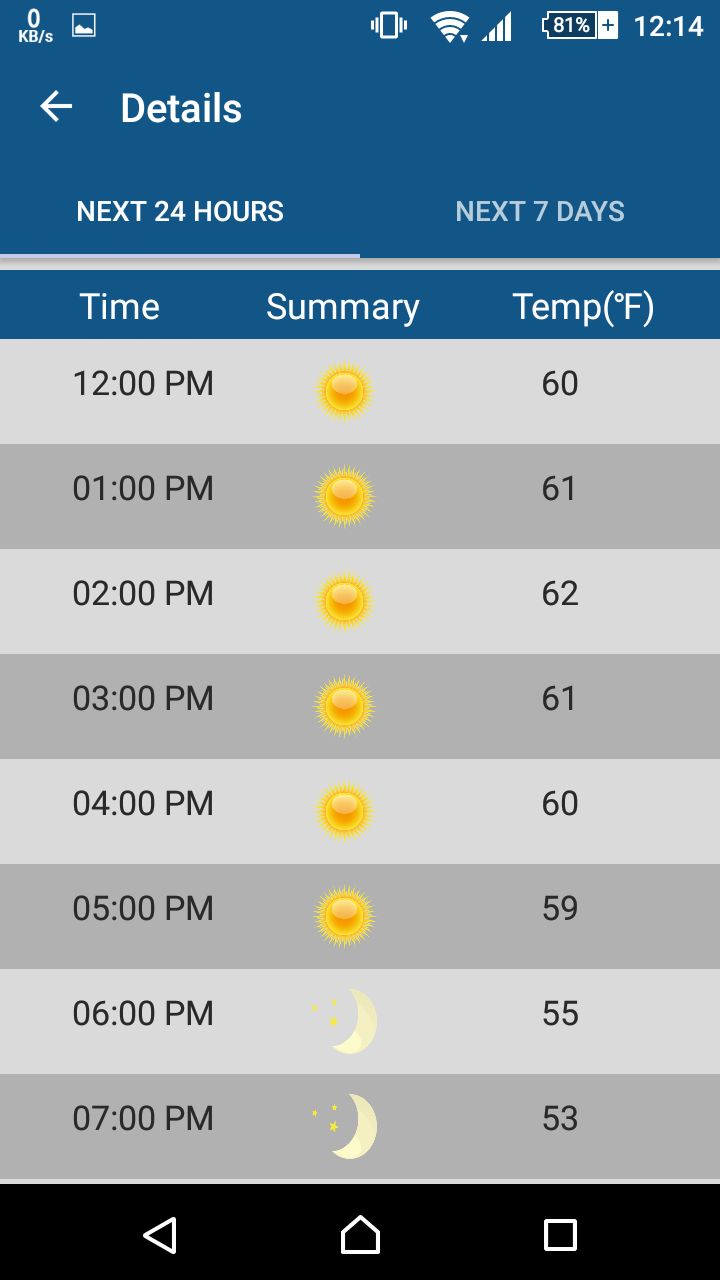 0
KB/s
81%
12:14
Details
NEXT 24 HOURS NEXT 7 DAYS
Time Summary Temp(°F)
12:00 PM 60
01:00 PM 61
02:00 PM 62
03:00 PM 61
04:00 PM 60
05:00 PM 59
06:00 PM 55
07:00 PM 53